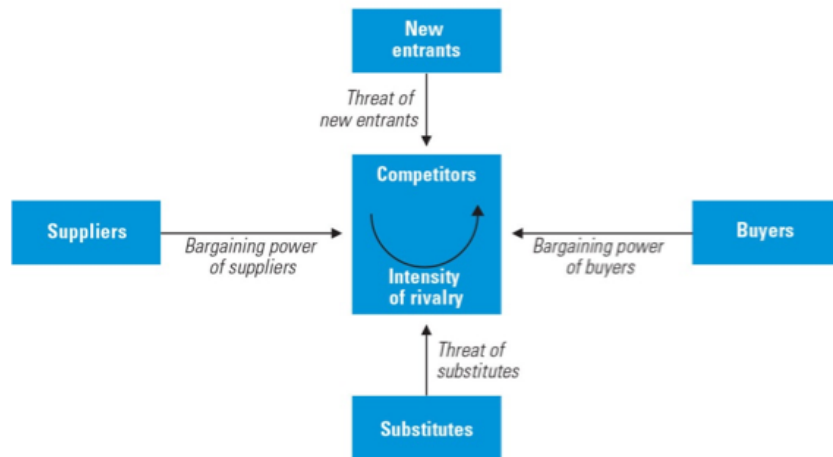 New
entrants
Threat of
new entrants
Competitors
Suppliers
Bargaining power
of suppliers
Intensity
of rivalry
Bargaining power
of buyers
Buyers
Threat of
substitutes
Substitutes